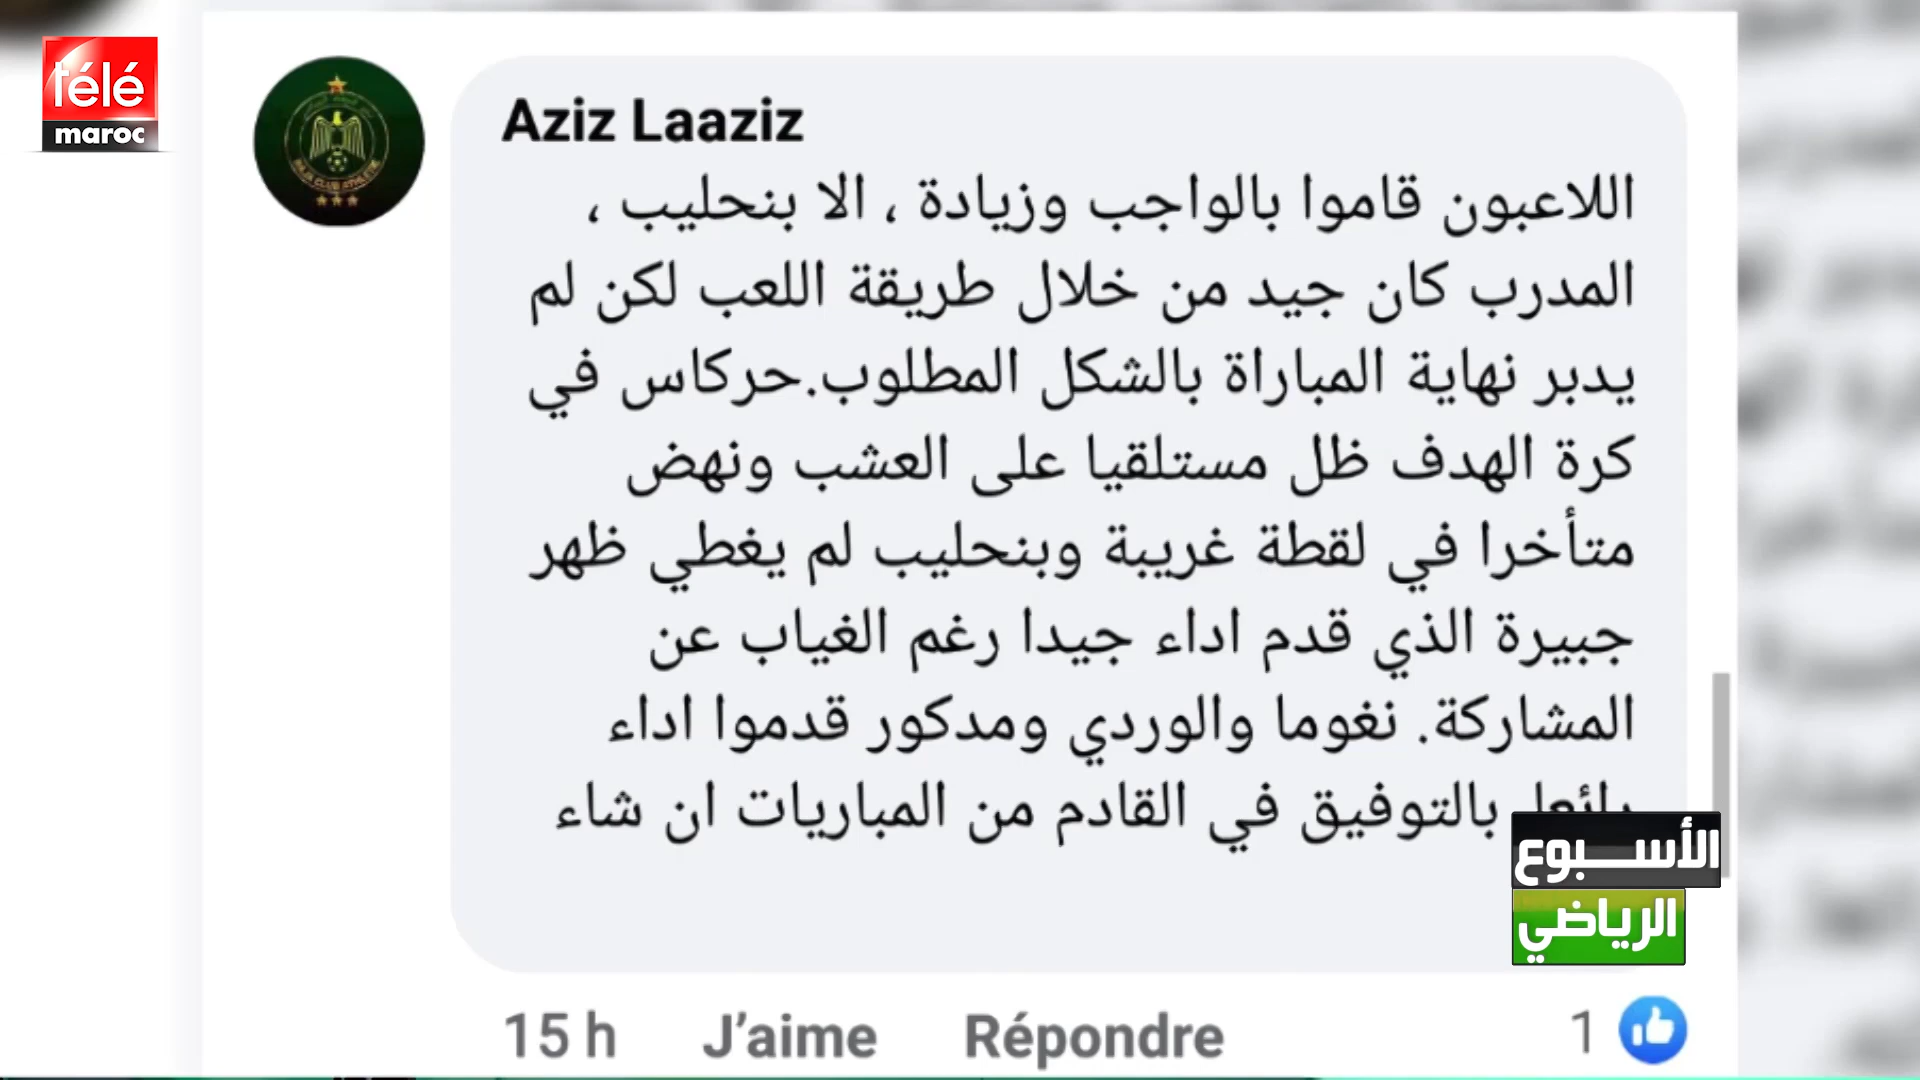 télé
maroc
Aziz Laaziz
اللاعبون قاموا بالواجب وزيادة ، الا بنحليب ،
المدرب كان جيد من خلال طريقة اللعب لكن لم
يدبر نهاية المباراة بالشكل المطلوب.حركاس في
كرة الهدف ظل مستلقيا على العشب ونهض
متأخرا في لقطة غريبة وبنحليب لم يغطي ظهر
جبيرة الذي قدم اداء جيدا رغم الغياب عن
المشاركة. نغوما والوردي ومدكور قدموا اداء
بالتوفيق في القادم من المباريات ان شاء
الأسبوع
الرياضي
15 h J’aime Répondre 1